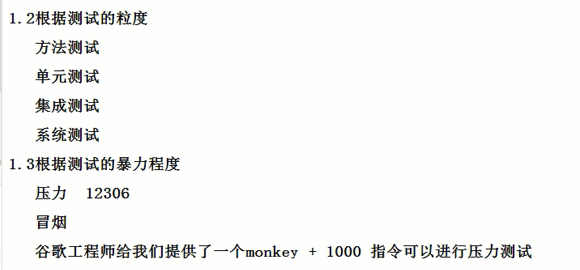 1.2根据测试的粒度
方法测试
单元测试
集成测试
系统测试
1.3根据测试的暴力程度
压力  12306
冒烟
谷歌工程师给我们提供了一个monkey + 1000 指令可以进行压力测试